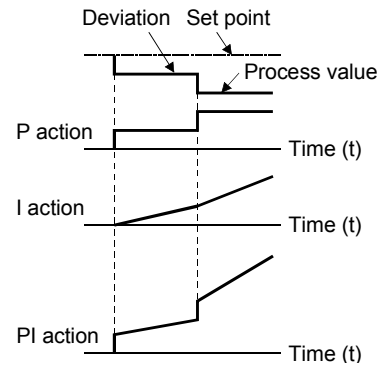 Deviation Set point
Process value
P action
Time (t)
I action
Time (t)
PI action
Time (t)